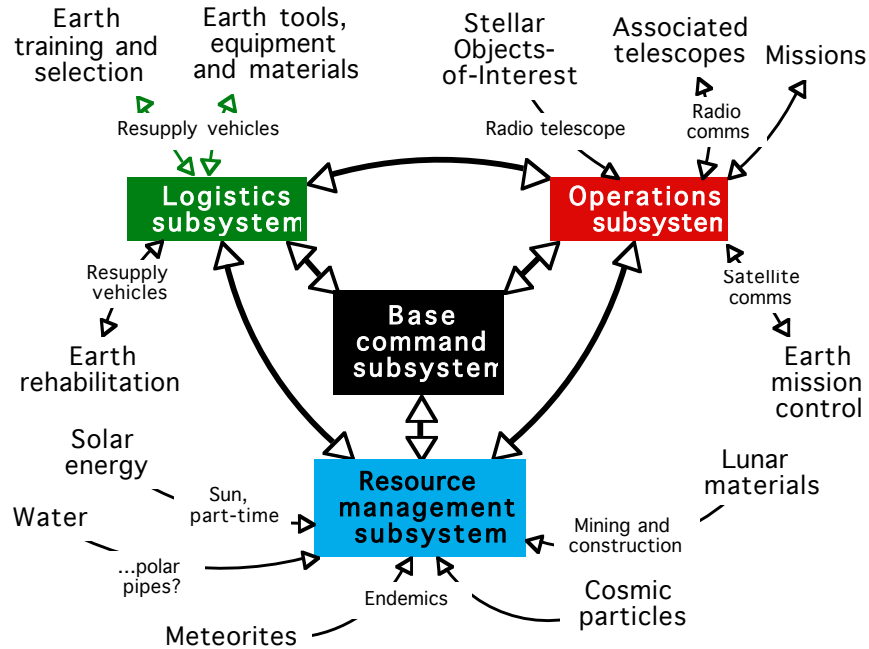 Earth
training and
selection
Earth tools,
equipment
and materials
Stellar
Objects-
of-Interest
Associated
telescopes
Missions
Resupply vehicles
Radio telescope
Radio
comms
Logistics
subsystem
Operations
subsystem
Resupply
vehicles
Satellite
comms
Base
command
subsystem
Earth
rehabilitation
Earth
mission
control
Solar
energy
Resource
management
subsystem
Lunar
materials
Sun,
part-time
Water
Mining and
construction
...polar
pipes?
Endemics
Cosmic
particles
Meteorites